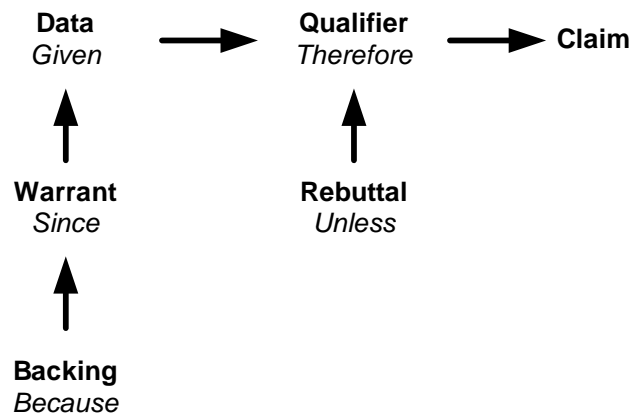 Data
Given
Qualifier
Therefore
Claim
Warrant
Since
Rebuttal
Unless
Backing
Because